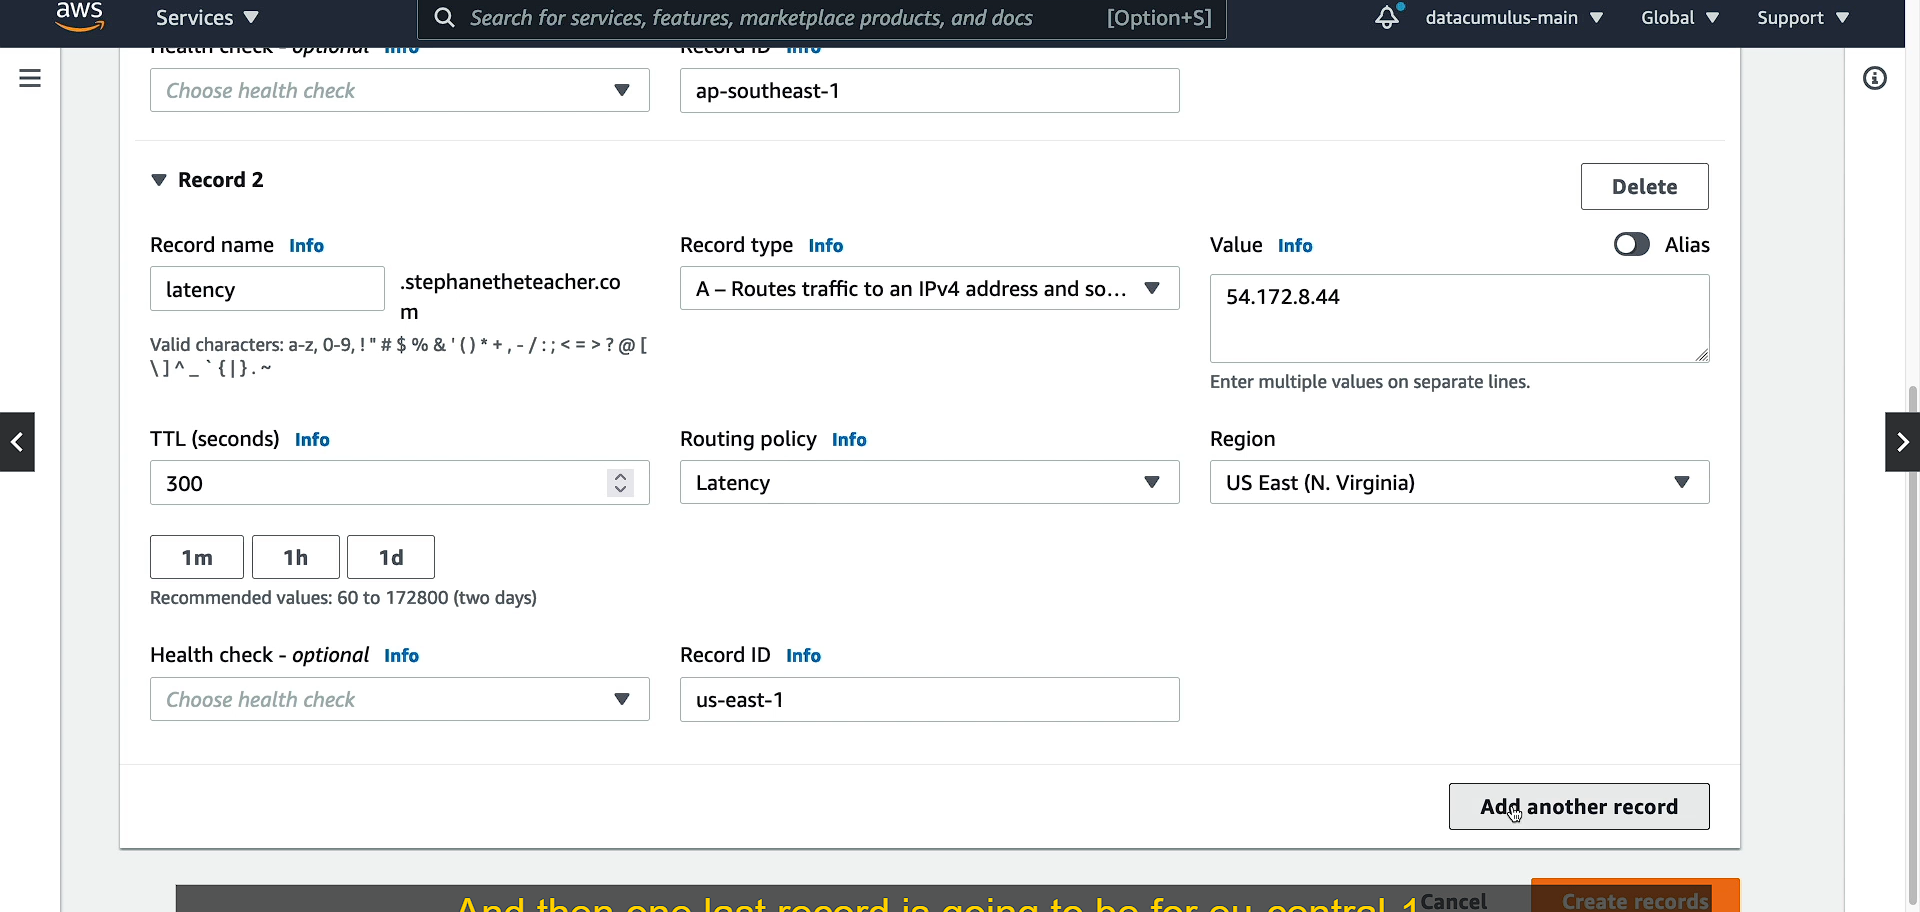 aws
Services
Search for services, features, marketplace products, and docs
[Option+S]
datacumulus-main
Global
Support
Health check - optional Info
Record ID Info
Choose health check
ap-southeast-1
Record 2
Delete
Record name Info
Record type Info
Value Info
Alias
latency
.stephanetheteacher.co
m
A – Routes traffic to an IPv4 address and so...
54.172.8.44
Valid characters: a-z, 0-9, ! " # $ % & ' ( ) * + , - / : ; < = > ? @ [
\ ] ^ _ ` { | } . ~
Enter multiple values on separate lines.
TTL (seconds) Info
Routing policy Info
Region
300
Latency
US East (N. Virginia)
1m
1h
1d
Recommended values: 60 to 172800 (two days)
Health check - optional Info
Record ID Info
Choose health check
us-east-1
Add another record
And then one last record is going to be for eu-central-1
Cancel
Create records